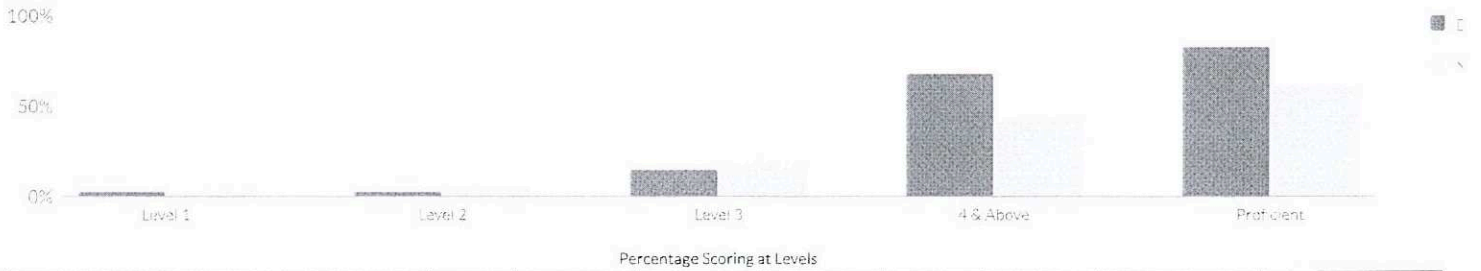 100%
50%
0%
Level 1
Level 2
Level 3
4 & Above
Proficient
Percentage Scoring at Levels